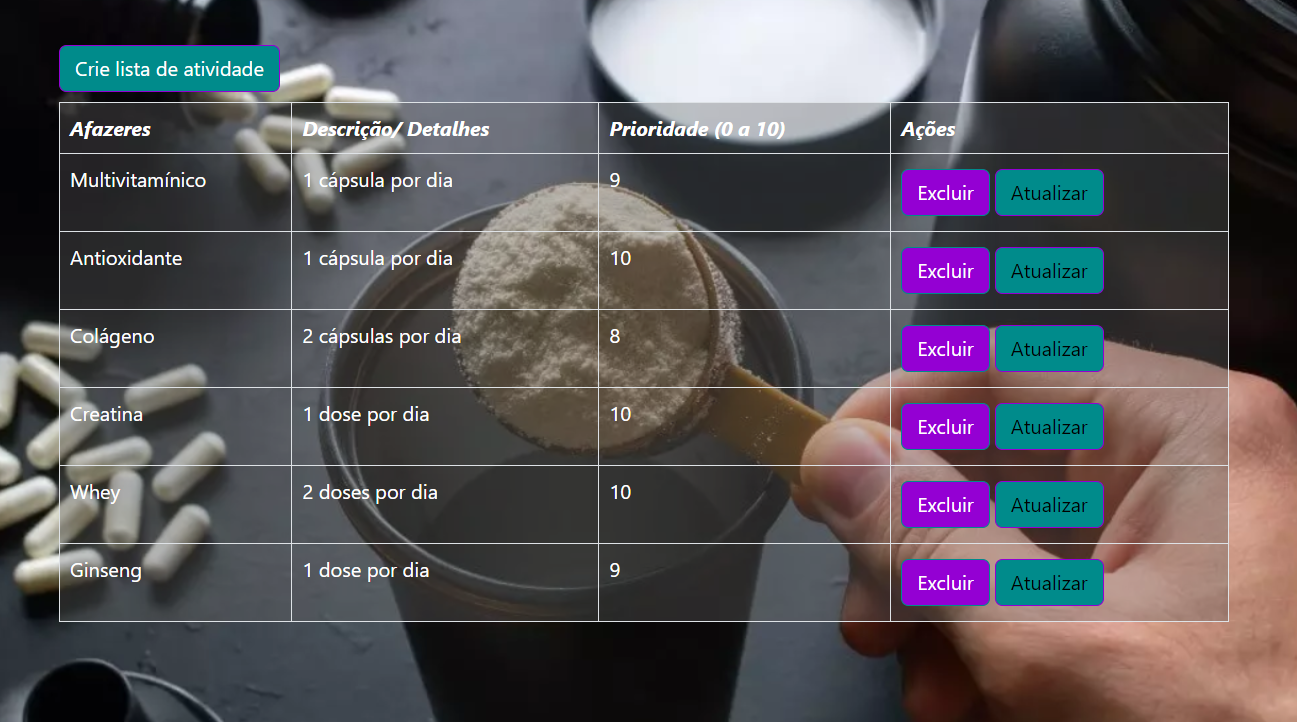 Crie lista de atividade
Afazeres Descrição/ Detalhes Prioridade (0 a 10) Ações
Multivitamínico 1 cápsula por dia 9 Excluir Atualizar
Antioxidante 1 cápsula por dia 10 Excluir Atualizar
Colágeno 2 cápsulas por dia 8 Excluir Atualizar
Creatina 1 dose por dia 10 Excluir Atualizar
Whey 2 doses por dia 10 Excluir Atualizar
Ginseng 1 dose por dia 9 Excluir Atualizar